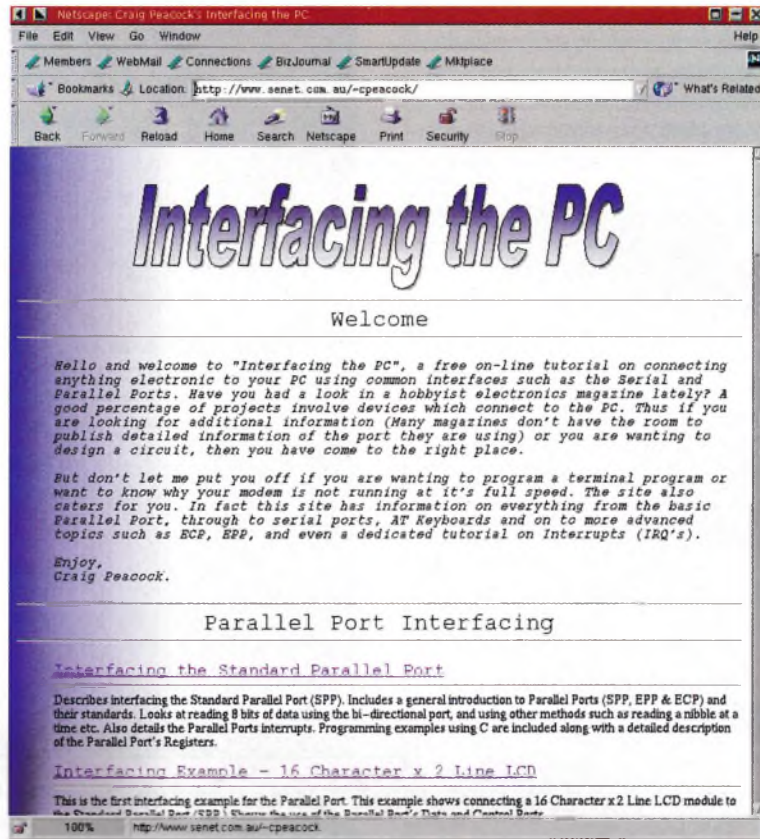 Netscape: Craig Peacock's Interfacing the PC
File Edit View Go Window Help
Members WebMail Connections BizJournal SmartUpdate Mktplace
Bookmarks Location: http://www.senet.com.au/~cpeacock/ What's Related
Back Forward Reload Home Search Netscape Print Security Stop
Interfacing the PC
Welcome
Hello and welcome to "Interfacing the PC", a free on-line tutorial on connecting
anything electronic to your PC using common interfaces such as the Serial and
Parallel Ports. Have you had a look in a hobbyist electronics magazine lately? A
good percentage of projects involve devices which connect to the PC. Thus if you
are looking for additional information (Many magazines don't have the room to
publish detailed information of the port they are using) or you are wanting to
design a circuit, then you have come to the right place.
But don't let me put you off if you are wanting to program a terminal program or
want to know why your modem is not running at it's full speed. The site also
caters for you. In fact this site has information on everything from the basic
Parallel Port, through to serial ports, AT Keyboards and on to more advanced
topics such as ECP, EPP, and even a dedicated tutorial on Interrupts (IRQ's).
Enjoy,
Craig Peacock.
Parallel Port Interfacing
Interfacing the Standard Parallel Port
Describes interfacing the Standard Parallel Port (SPP). Includes a general introduction to Parallel Ports (SPP, EPP & ECP) and
their standards. Looks at reading 8 bits of data using the bi-directional port, and using other methods such as reading a nibble at a
time etc. Also details the Parallel Ports interrupts. Programming examples using C are included along with a detailed description
of the Parallel Port's Registers.
Interfacing Example - 16 Character x 2 Line LCD
This is the first interfacing example for the Parallel Port. This example shows connecting a 16 Character x 2 Line LCD module to
the Standard Parallel Port (SPP). Shows the use of the Parallel Port's Data and Control Ports.
100% http://www.senet.com.au/~cpeacock